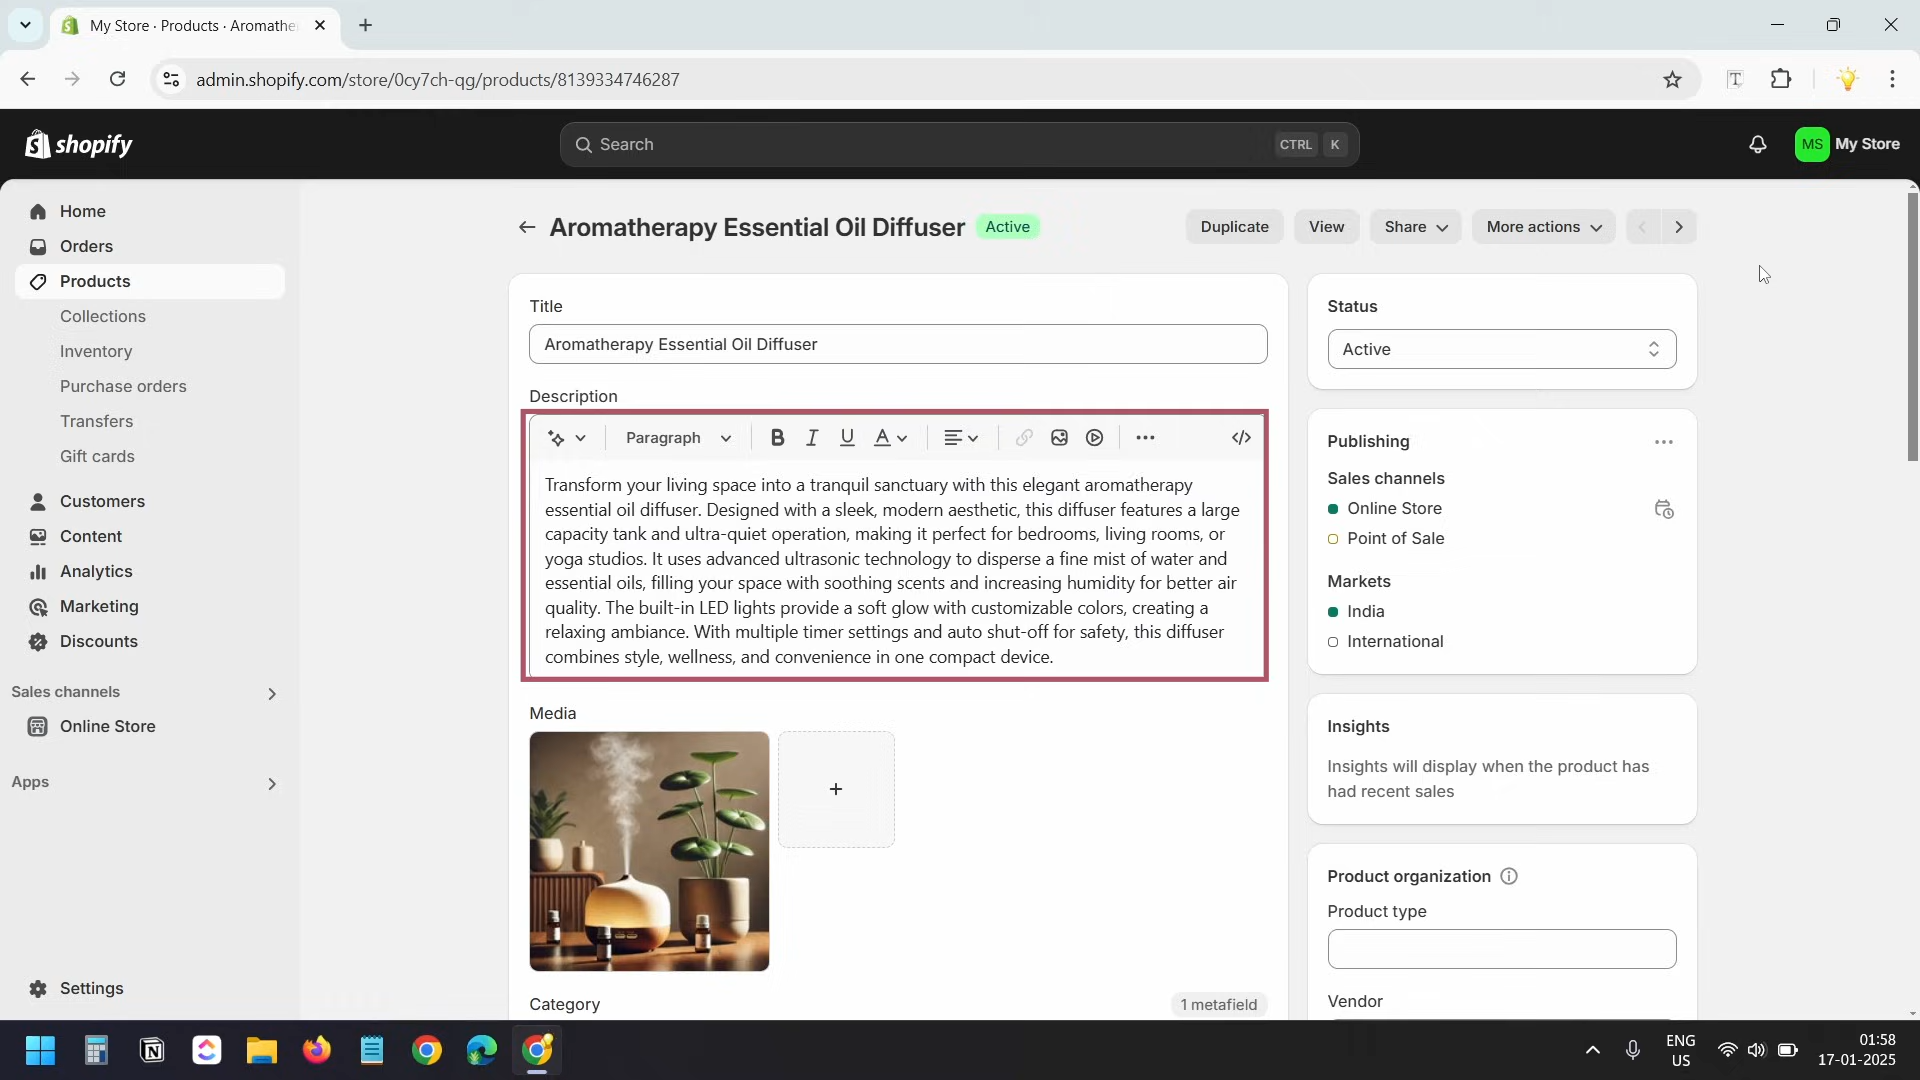 My Store · Products · Aromathe
admin.shopify.com/store/0cy7ch-qg/products/8139334746287
shopify
Search
CTRL K
MS My Store
Home
Orders
Products
Collections
Inventory
Purchase orders
Transfers
Gift cards
Customers
Content
Analytics
Marketing
Discounts
Sales channels
Online Store
Apps
Settings
Aromatherapy Essential Oil Diffuser Active
Duplicate View Share More actions
Title
Aromatherapy Essential Oil Diffuser
Description
Paragraph B I U A
Transform your living space into a tranquil sanctuary with this elegant aromatherapy
essential oil diffuser. Designed with a sleek, modern aesthetic, this diffuser features a large
capacity tank and ultra-quiet operation, making it perfect for bedrooms, living rooms, or
yoga studios. It uses advanced ultrasonic technology to disperse a fine mist of water and
essential oils, filling your space with soothing scents and increasing humidity for better air
quality. The built-in LED lights provide a soft glow with customizable colors, creating a
relaxing ambiance. With multiple timer settings and auto shut-off for safety, this diffuser
combines style, wellness, and convenience in one compact device.
Media
Category
1 metafield
Status
Active
Publishing
Sales channels
Online Store
Point of Sale
Markets
India
International
Insights
Insights will display when the product has
had recent sales
Product organization
Product type
Vendor
ENG
US
01:58
17-01-2025